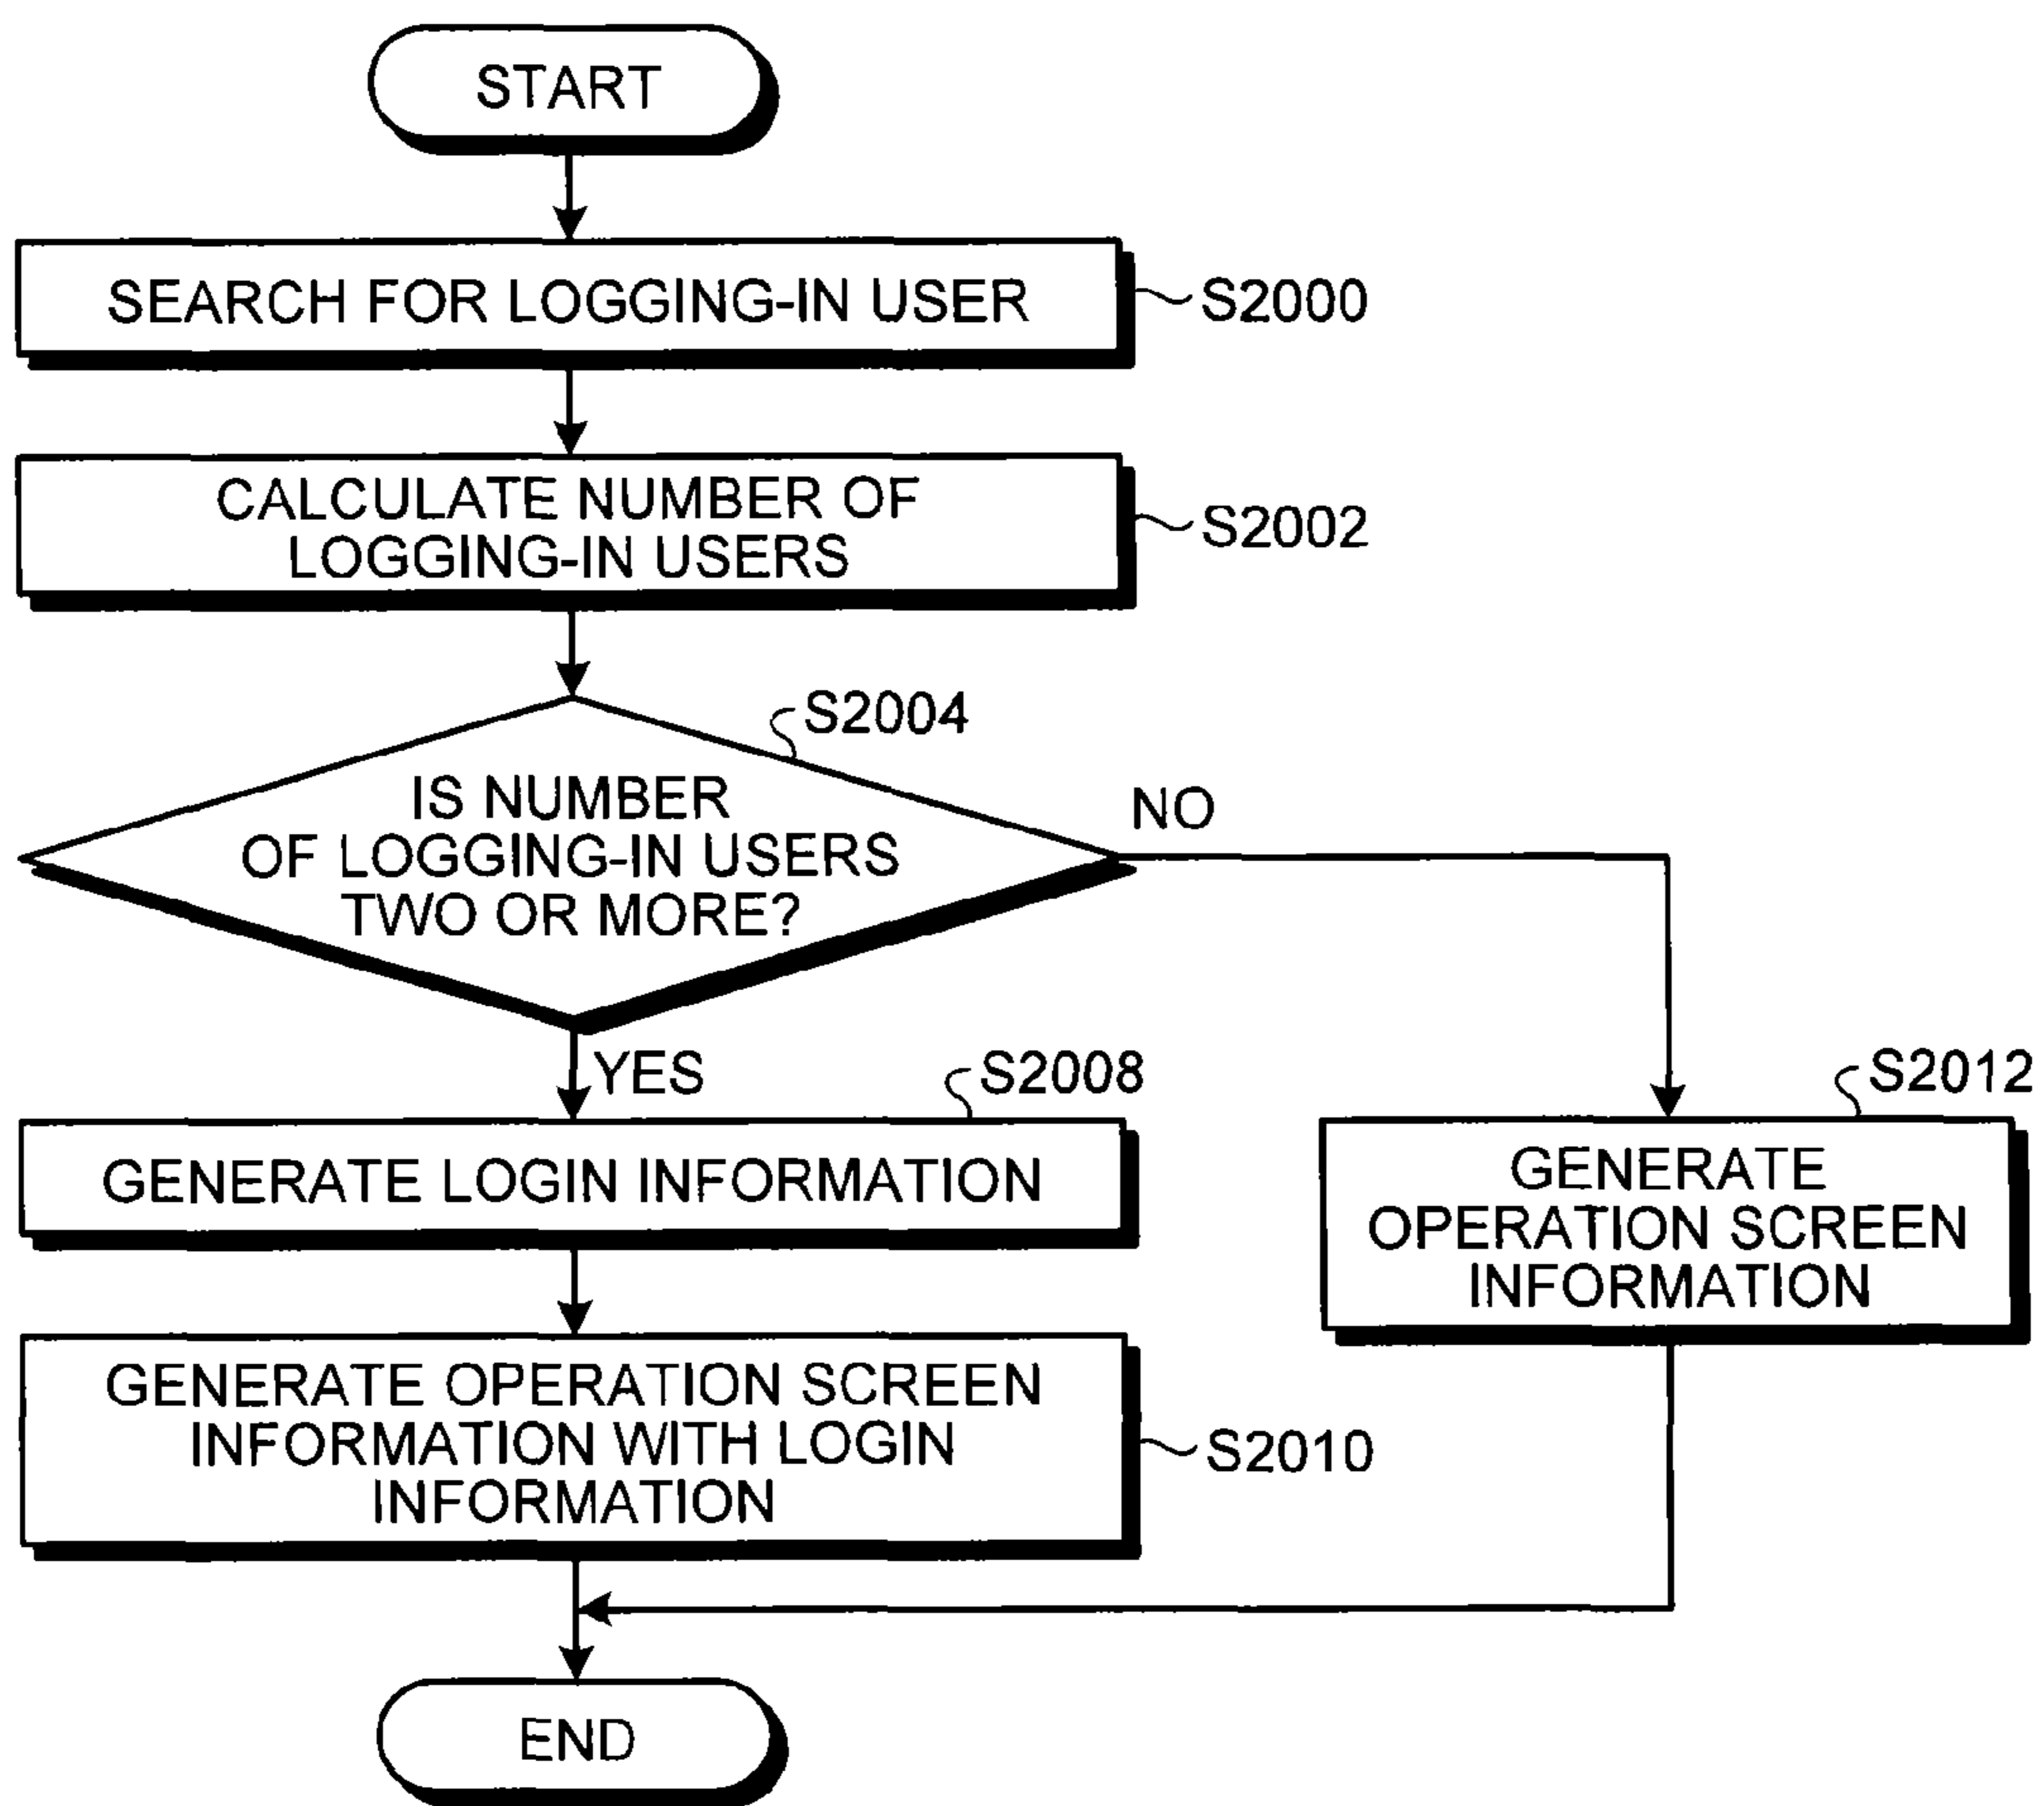 START
SEARCH FOR LOGGING-IN USER
S2000
CALCULATE NUMBER OF
LOGGING-IN USERS
S2002
S2004
IS NUMBER
OF LOGGING-IN USERS
TWO OR MORE?
NO
YES
S2008
GENERATE LOGIN INFORMATION
S2012
GENERATE
OPERATION SCREEN
INFORMATION
GENERATE OPERATION SCREEN
INFORMATION WITH LOGIN
INFORMATION
S2010
END